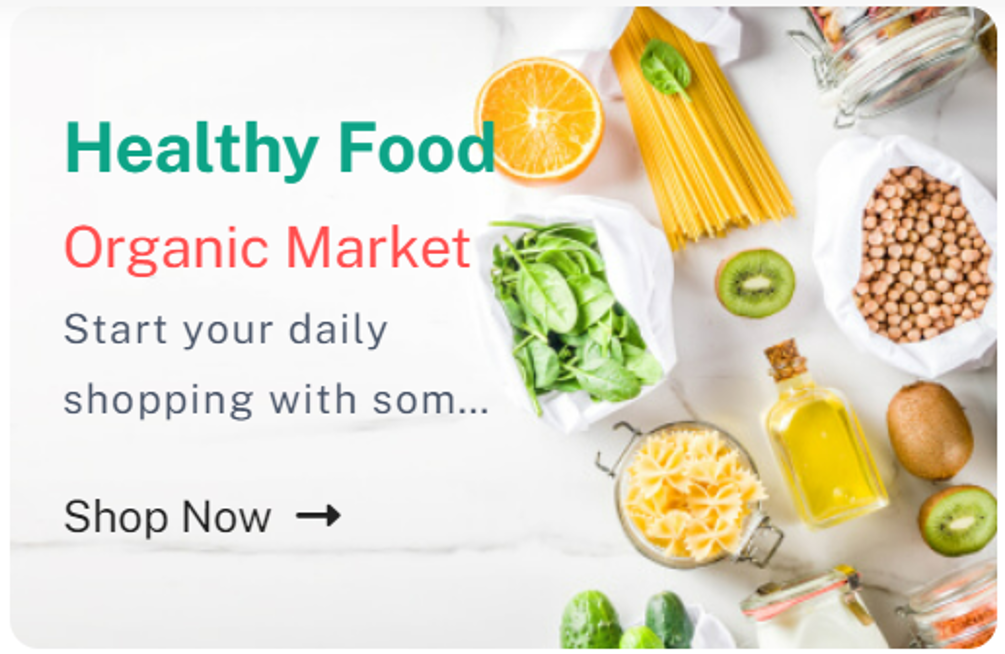 Healthy Food
Organic Market
Start your daily
shopping with som...
Shop Now →